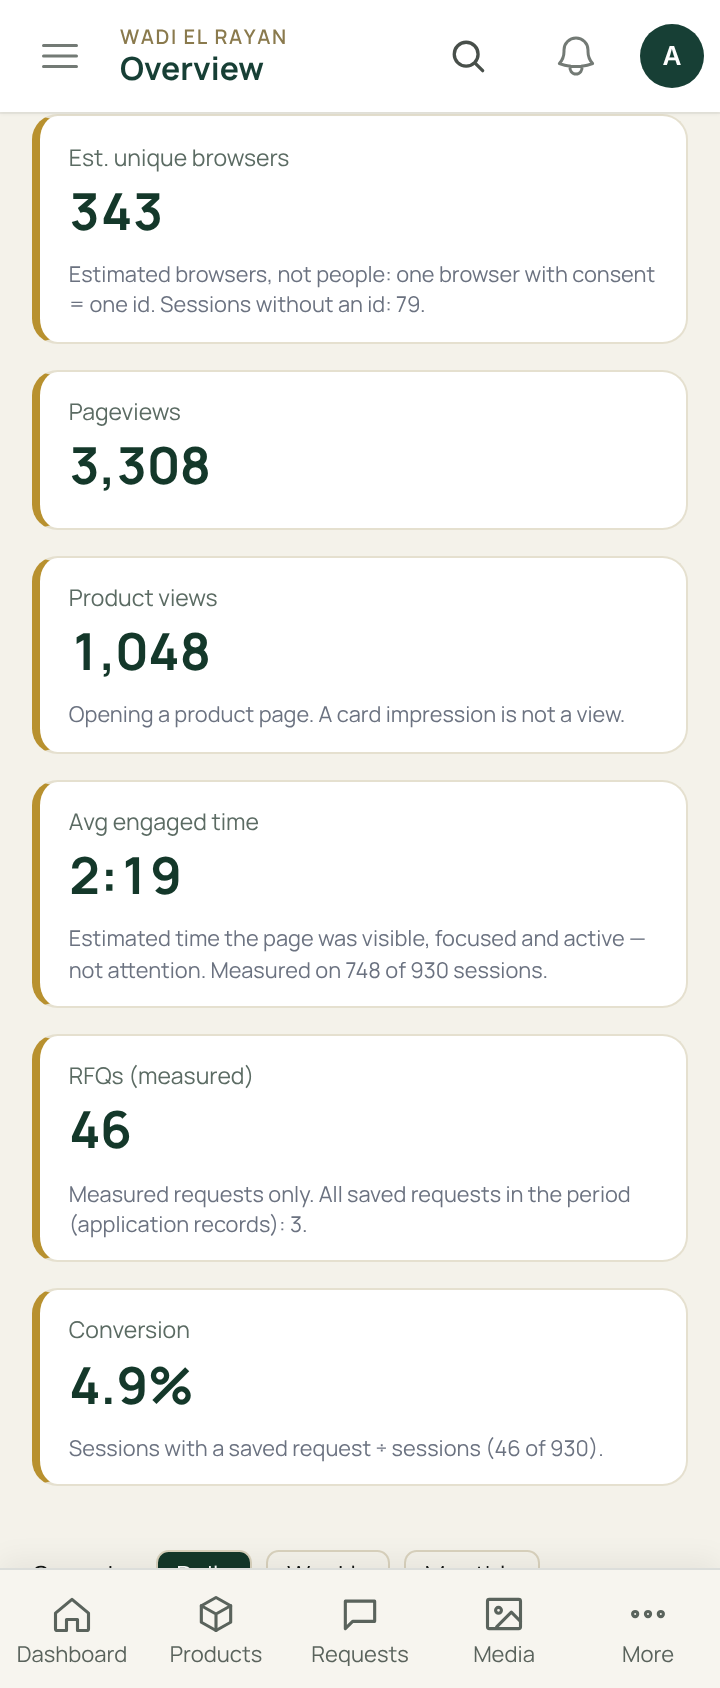 WADI EL RAYAN
Overview
A
Est. unique browsers
343
Estimated browsers, not people: one browser with consent
= one id. Sessions without an id: 79.
Pageviews
3,308
Product views
1,048
Opening a product page. A card impression is not a view.
Avg engaged time
2:19
Estimated time the page was visible, focused and active —
not attention. Measured on 748 of 930 sessions.
RFQs (measured)
46
Measured requests only. All saved requests in the period
(application records): 3.
Conversion
4.9%
Sessions with a saved request ÷ sessions (46 of 930).
Dashboard
Products
Requests
Media
More